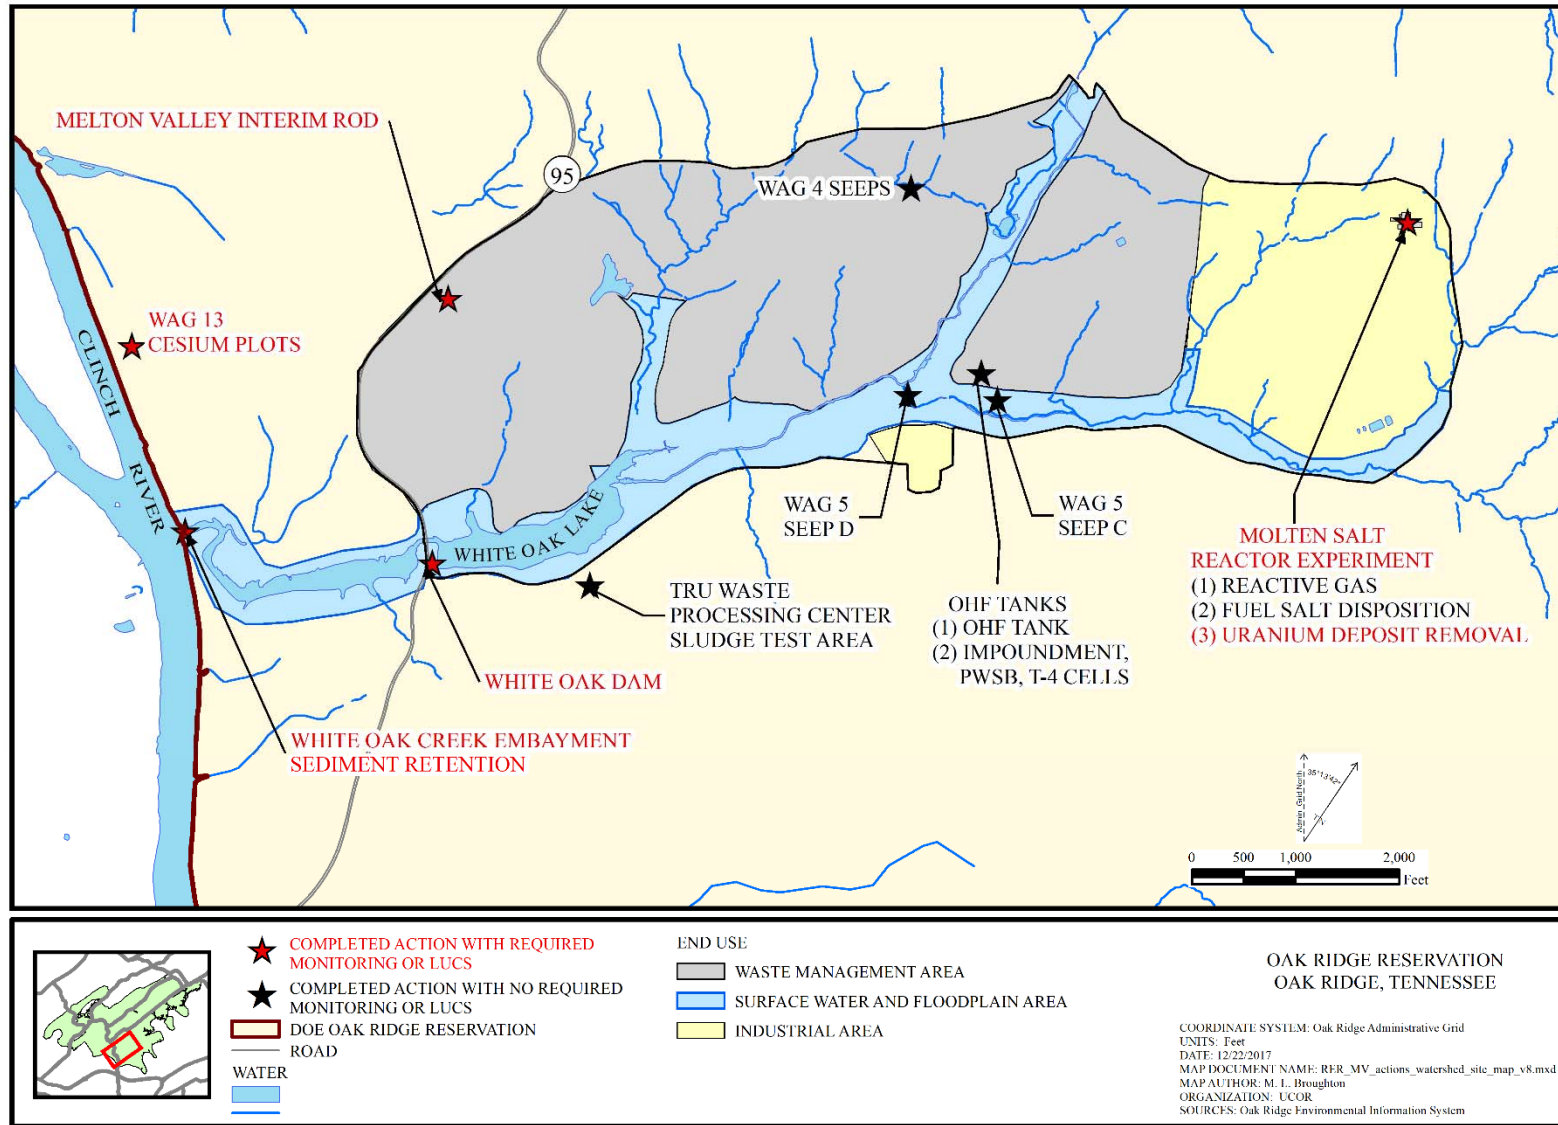 MELTON VALLEY INTERIM ROD
95
WAG 4 SEEPS
WAG 13
CESIUM PLOTS
CLINCH
RIVER
WHITE OAK LAKE
WAG 5
SEEP D
WAG 5
SEEP C
MOLTEN SALT
REACTOR EXPERIMENT
(1) REACTIVE GAS
(2) FUEL SALT DISPOSITION
(3) URANIUM DEPOSIT REMOVAL
TRU WASTE
PROCESSING CENTER
SLUDGE TEST AREA
OHF TANKS
(1) OHF TANK
(2) IMPOUNDMENT,
PWSB, T-4 CELLS
WHITE OAK DAM
WHITE OAK CREEK EMBAYMENT
SEDIMENT RETENTION
Admin Grid North
35°13'42"
0 500 1,000 2,000
Feet
COMPLETED ACTION WITH REQUIRED
MONITORING OR LUCS
COMPLETED ACTION WITH NO REQUIRED
MONITORING OR LUCS
DOE OAK RIDGE RESERVATION
ROAD
WATER
END USE
WASTE MANAGEMENT AREA
SURFACE WATER AND FLOODPLAIN AREA
INDUSTRIAL AREA
OAK RIDGE RESERVATION
OAK RIDGE, TENNESSEE
COORDINATE SYSTEM: Oak Ridge Administrative Grid
UNITS: Feet
DATE: 12/22/2017
MAP DOCUMENT NAME: RER_MV_actions_watershed_site_map_v8.mxd
MAP AUTHOR: M. L. Broughton
ORGANIZATION: UCOR
SOURCES: Oak Ridge Environmental Information System